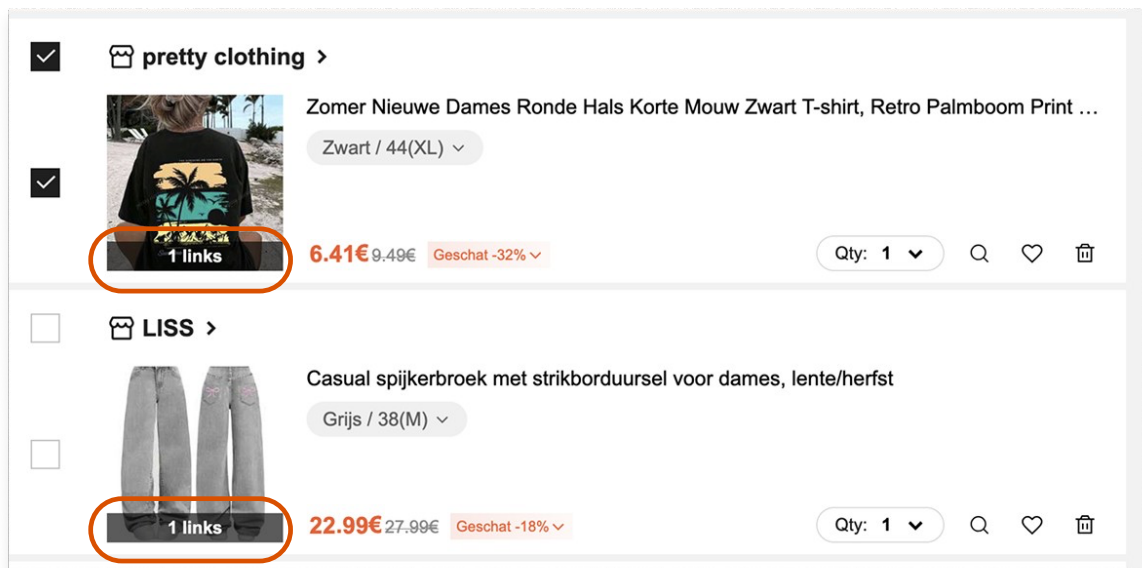 pretty clothing
Zomer Nieuwe Dames Ronde Hals Korte Mouw Zwart T-shirt, Retro Palmboom Print ...
Zwart / 44(XL)
1 links
6.41€ 9.49€ Geschat -32%
Qty: 1
LISS
Casual spijkerbroek met strikborduursel voor dames, lente/herfst
Grijs / 38(M)
1 links
22.99€ 27.99€ Geschat -18%
Qty: 1